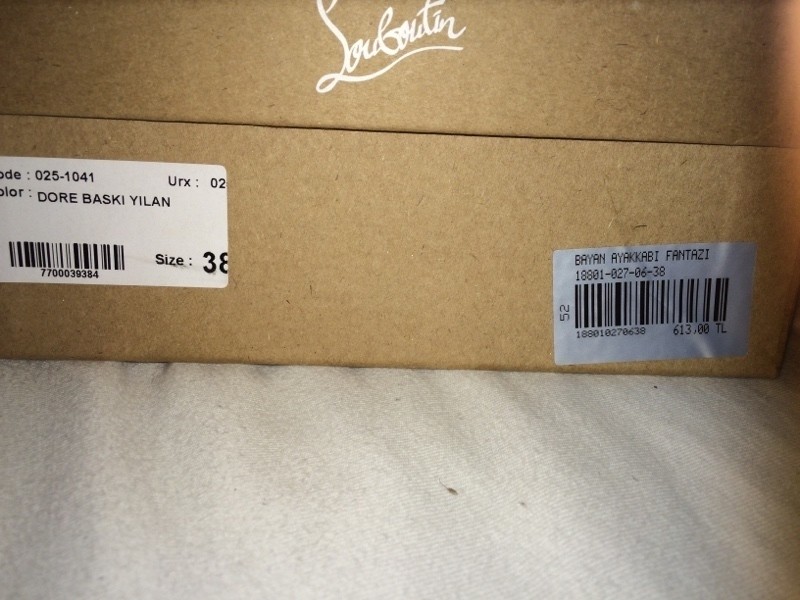 Louboutin
ode : 025-1041
Urx : 02
olor : DORE BASKI YILAN
7700039384
Size : 38
BAYAN AYAKKABI FANTAZI
18801-027-06-38
52
188010270638
613,00 TL